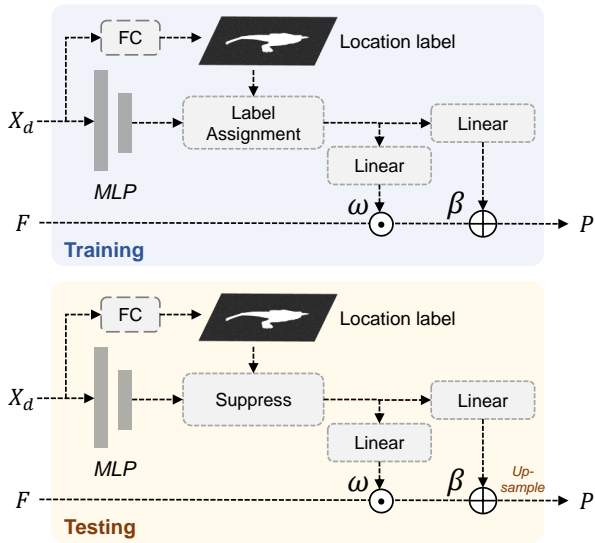 FC
Location label
X_d
Label
Assignment
Linear
Linear
MLP
ω
β
F
P
Training
FC
Location label
X_d
Suppress
Linear
Linear
MLP
ω
β
Up-
sample
F
P
Testing